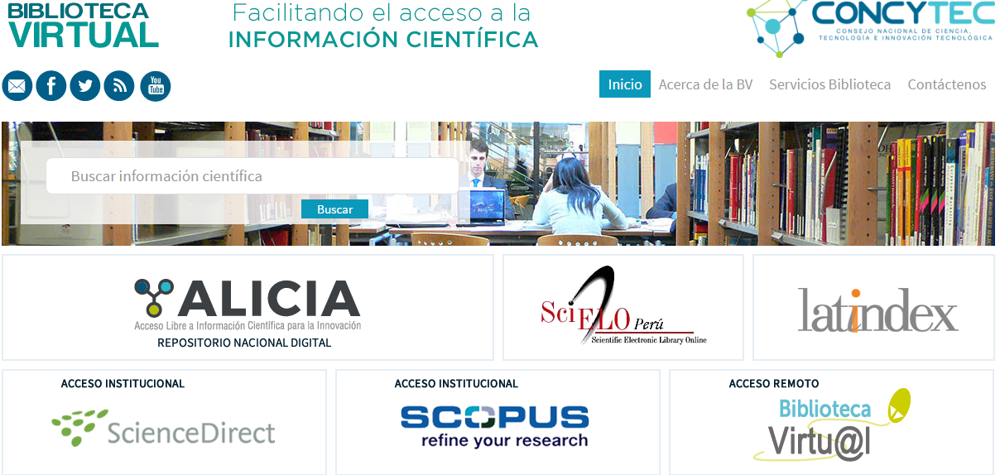 BIBLIOTECA
VIRTUAL
Facilitando el acceso a la
INFORMACIÓN CIENTÍFICA
CONCYTEC
CONSEJO NACIONAL DE CIENCIA,
TECNOLOGÍA E INNOVACIÓN TECNOLÓGICA
You
Tube
Inicio Acerca de la BV Servicios Biblioteca Contáctenos
Buscar información científica
Buscar
ALICIA
Acceso Libre a Información Científica para la Innovación
REPOSITORIO NACIONAL DIGITAL
SciELO Perú
Scientific Electronic Library Online
latindex
ACCESO INSTITUCIONAL
ScienceDirect
ACCESO INSTITUCIONAL
SCOPUS
refine your research
ACCESO REMOTO
Biblioteca
Virtu@l